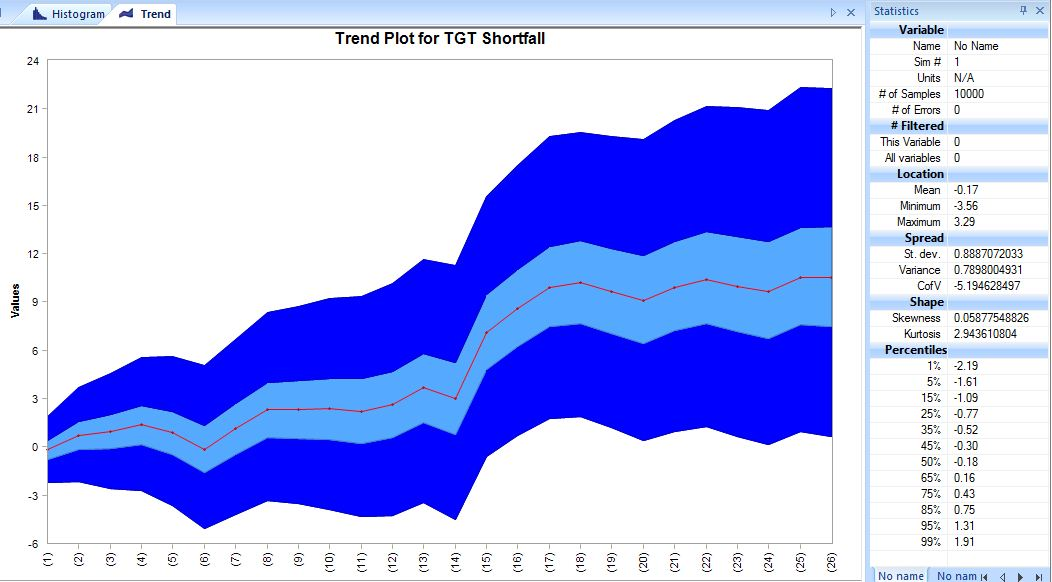 Histogram Trend
Trend Plot for TGT Shortfall
Values
24
21
18
15
12
9
6
3
0
-3
-6
(1) (2) (3) (4) (5) (6) (7) (8) (9) (10) (11) (12) (13) (14) (15) (16) (17) (18) (19) (20) (21) (22) (23) (24) (25) (26)
Statistics
Variable
Name No Name
Sim # 1
Units N/A
# of Samples 10000
# of Errors 0
# Filtered
This Variable 0
All variables 0
Location
Mean -0.17
Minimum -3.56
Maximum 3.29
Spread
St. dev. 0.8887072033
Variance 0.7898004931
CofV -5.194628497
Shape
Skewness 0.05877548826
Kurtosis 2.943610804
Percentiles
1% -2.19
5% -1.61
15% -1.09
25% -0.77
35% -0.52
45% -0.30
50% -0.18
65% 0.16
75% 0.43
85% 0.75
95% 1.31
99% 1.91
No name No nam